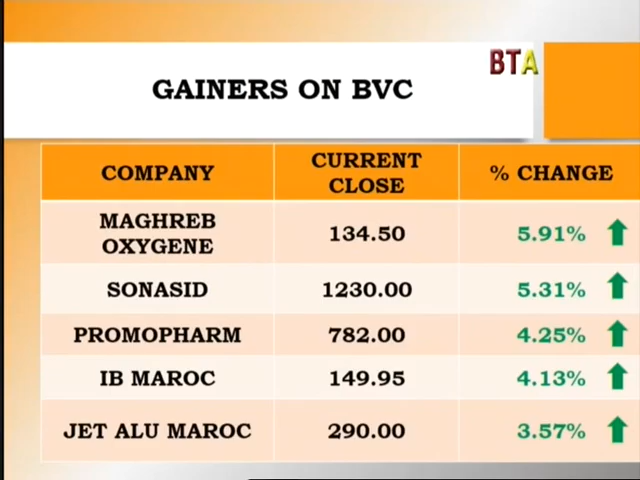 BTA
GAINERS ON BVC
COMPANY
CURRENT
CLOSE
% CHANGE
MAGHREB
OXYGENE
134.50
5.91%
SONASID
1230.00
5.31%
PROMOPHARM
782.00
4.25%
IB MAROC
149.95
4.13%
JET ALU MAROC
290.00
3.57%